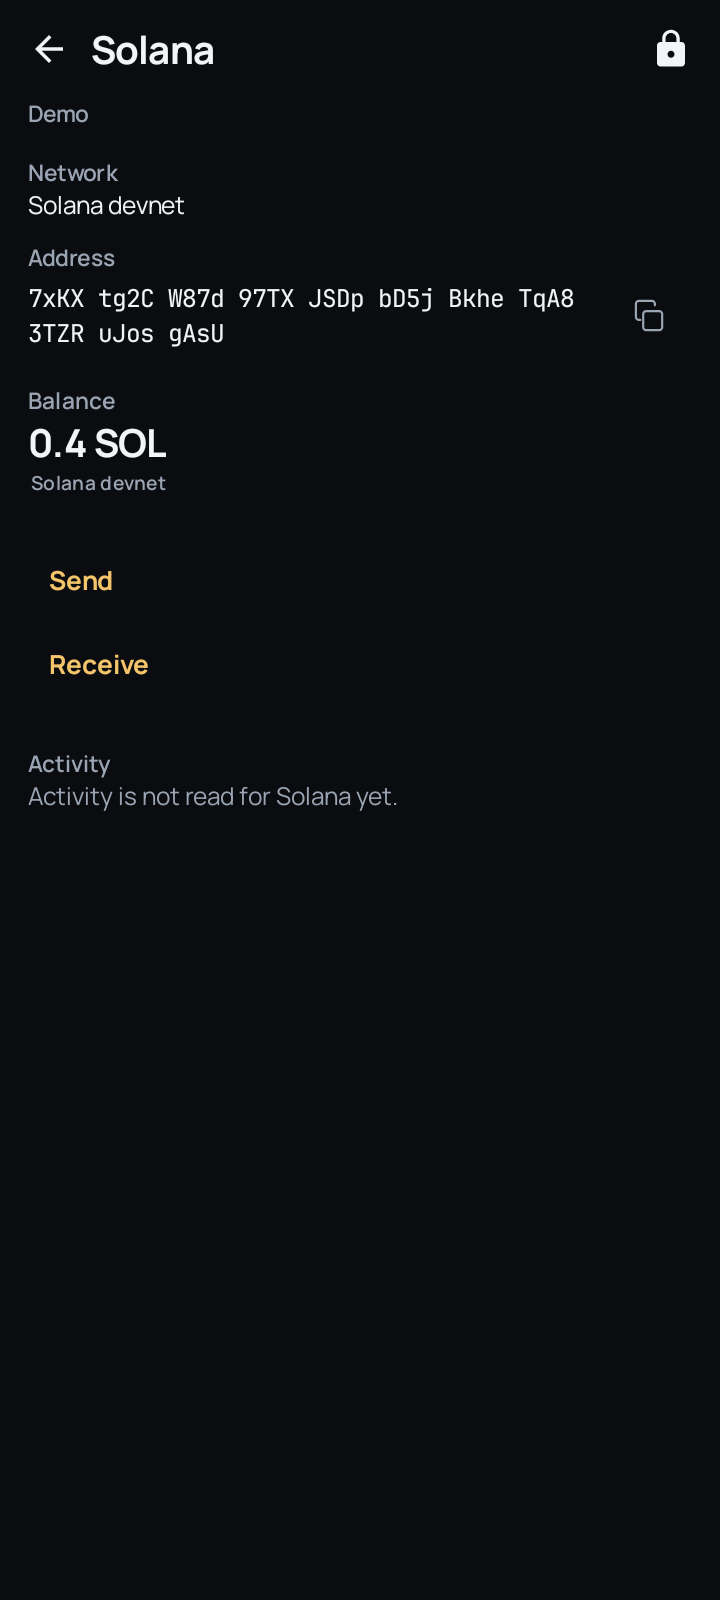 Solana
Demo
Network
Solana devnet
Address
7xKX tg2C W87d 97TX JSDp bD5j Bkhe TqA8
3TZR uJos gAsU
Balance
0.4 SOL
Solana devnet
Send
Receive
Activity
Activity is not read for Solana yet.